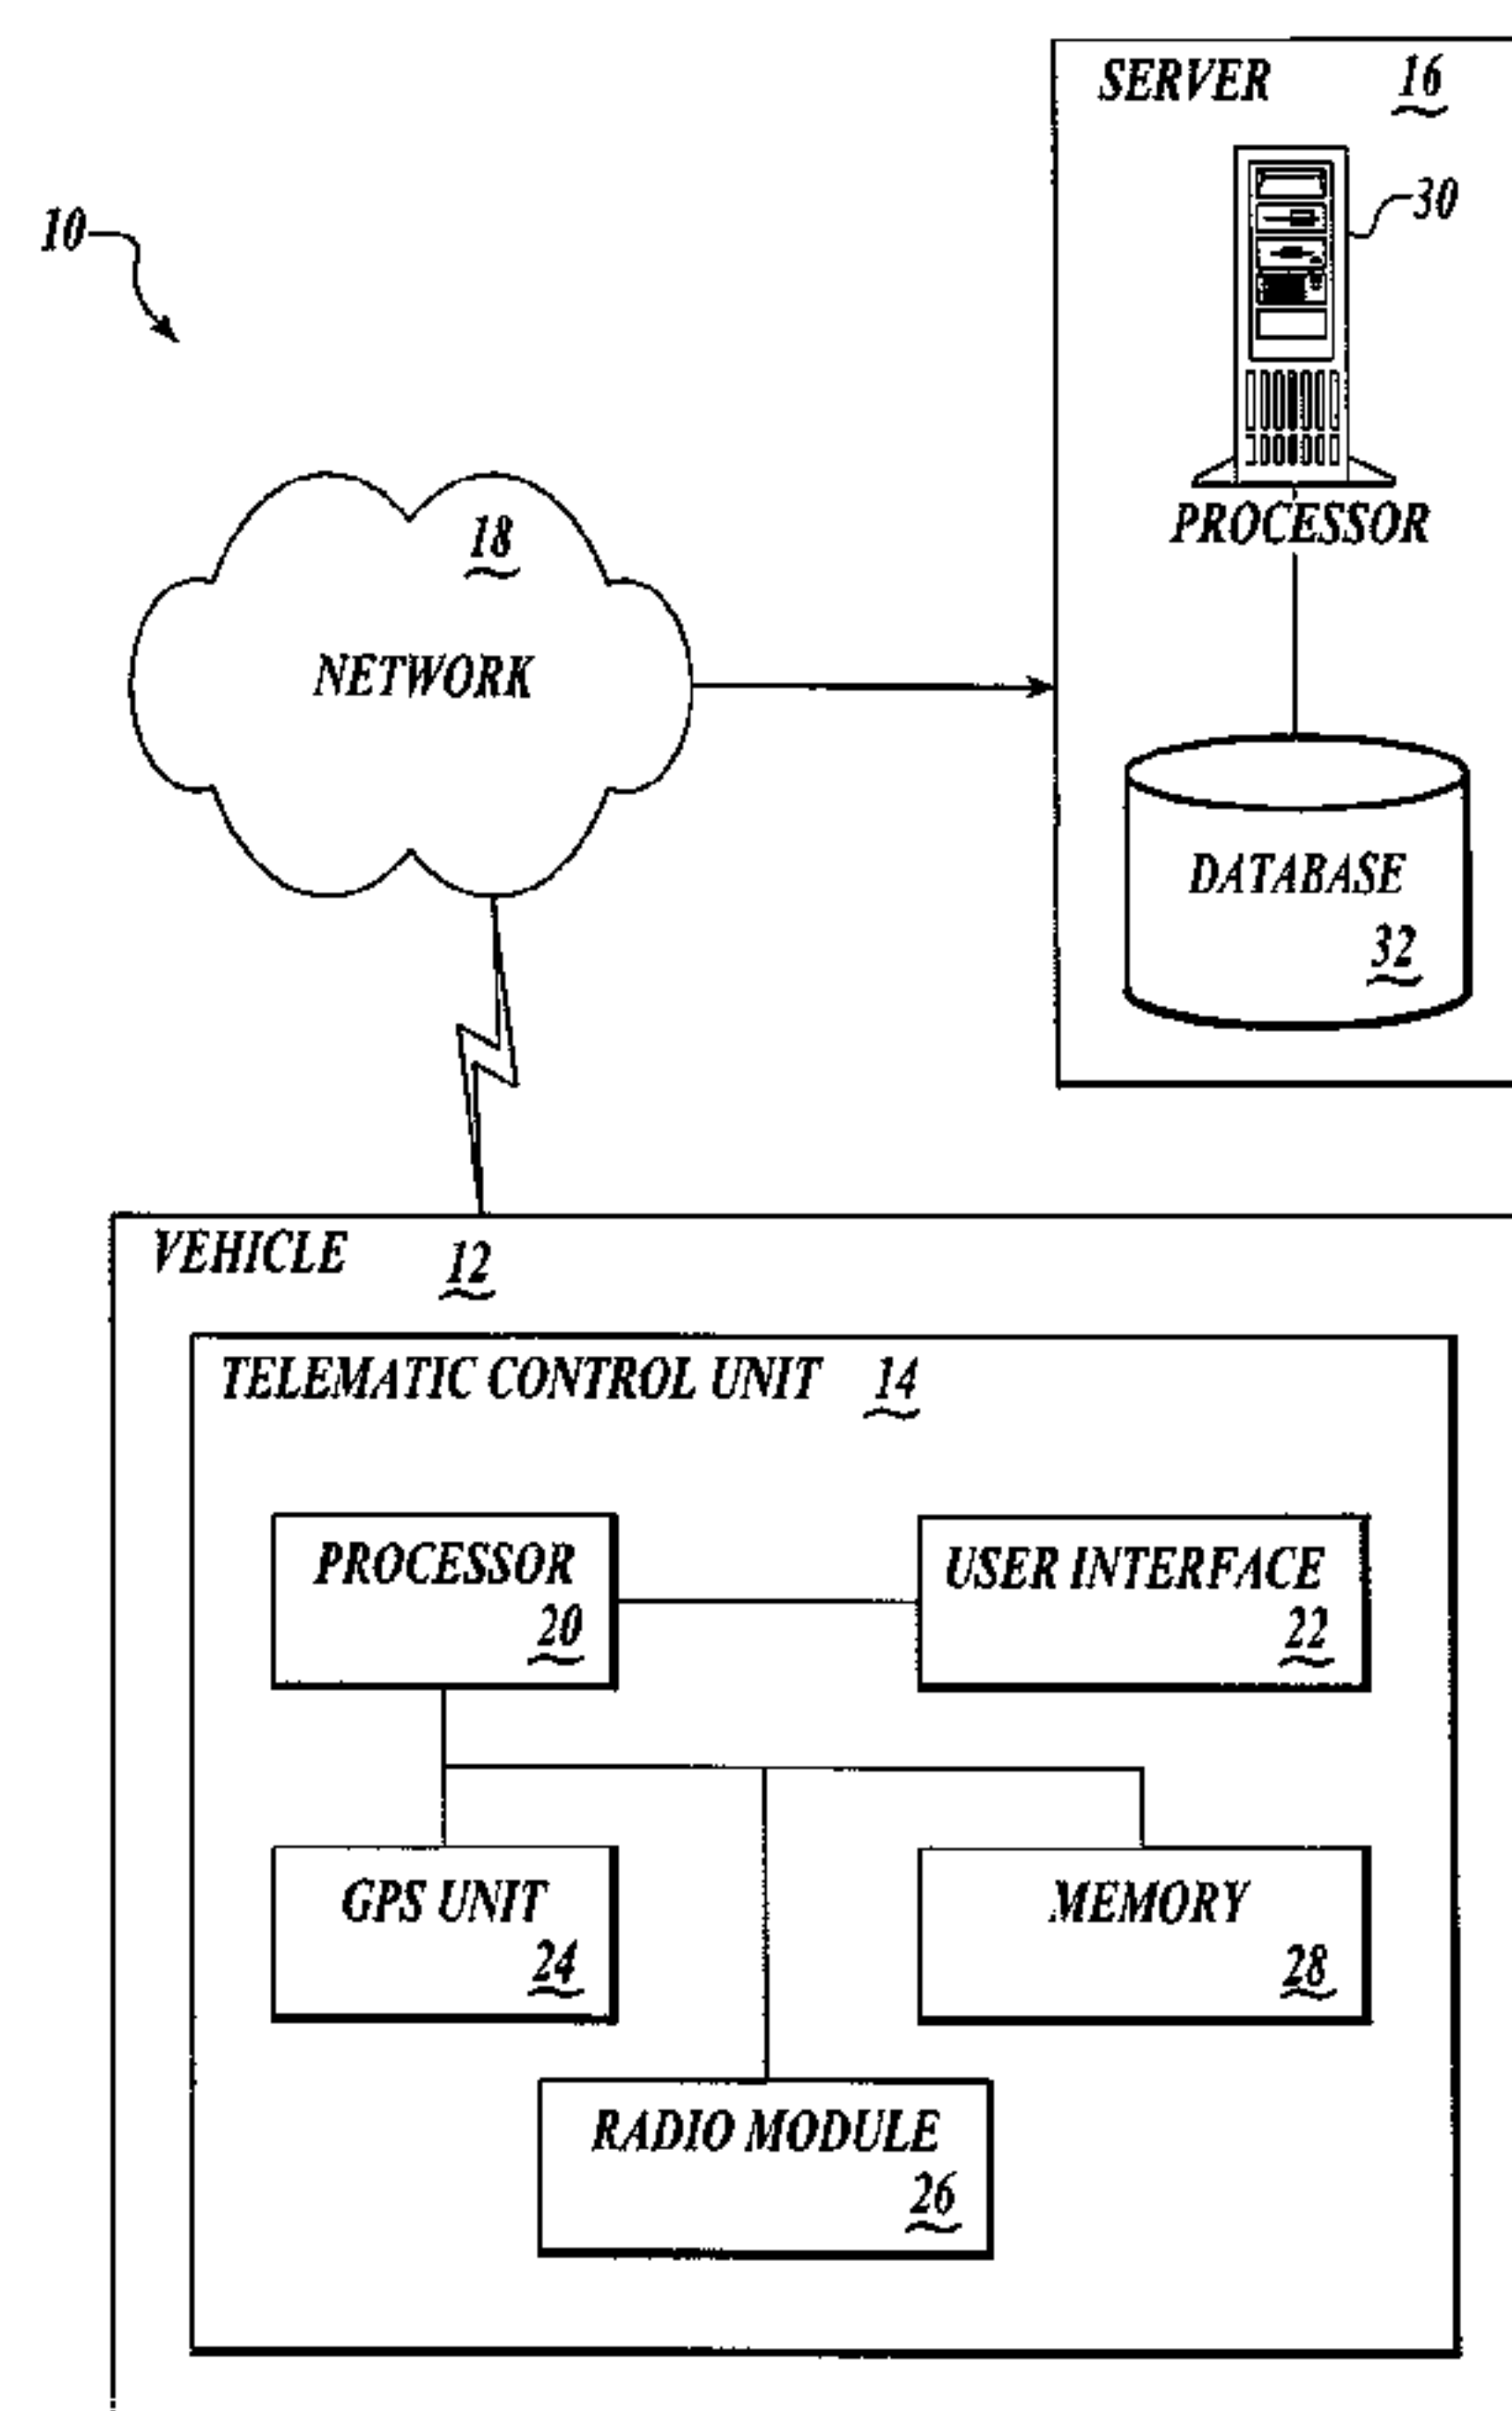 SERVER 16
30
10
PROCESSOR
18
NETWORK
DATABASE
32
VEHICLE 12
TELEMATIC CONTROL UNIT 14
PROCESSOR
20
USER INTERFACE
22
GPS UNIT
24
MEMORY
28
RADIO MODULE
26